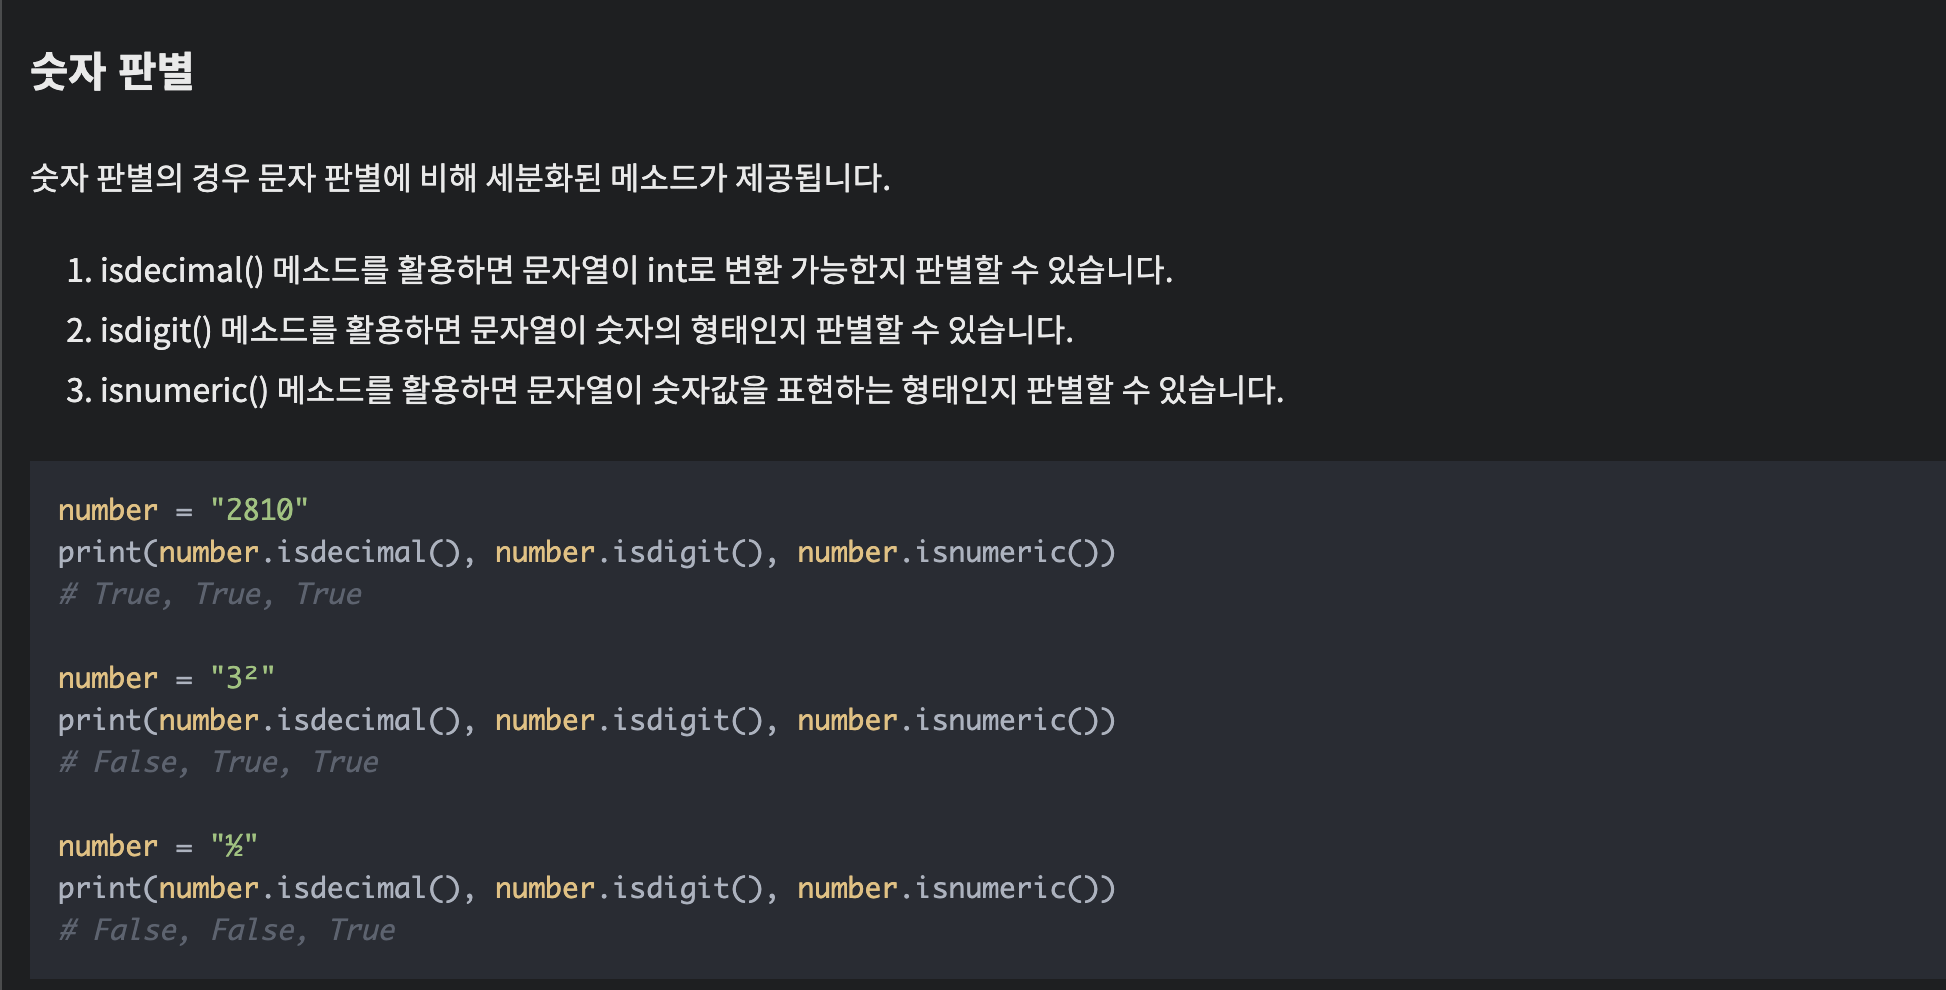 숫자 판별
숫자 판별의 경우 문자 판별에 비해 세분화된 메소드가 제공됩니다.
1. isdecimal() 메소드를 활용하면 문자열이 int로 변환 가능한지 판별할 수 있습니다.
2. isdigit() 메소드를 활용하면 문자열이 숫자의 형태인지 판별할 수 있습니다.
3. isnumeric() 메소드를 활용하면 문자열이 숫자값을 표현하는 형태인지 판별할 수 있습니다.
number = "2810"
print(number.isdecimal(), number.isdigit(), number.isnumeric())
# True, True, True
number = "3²"
print(number.isdecimal(), number.isdigit(), number.isnumeric())
# False, True, True
number = "½"
print(number.isdecimal(), number.isdigit(), number.isnumeric())
# False, False, True